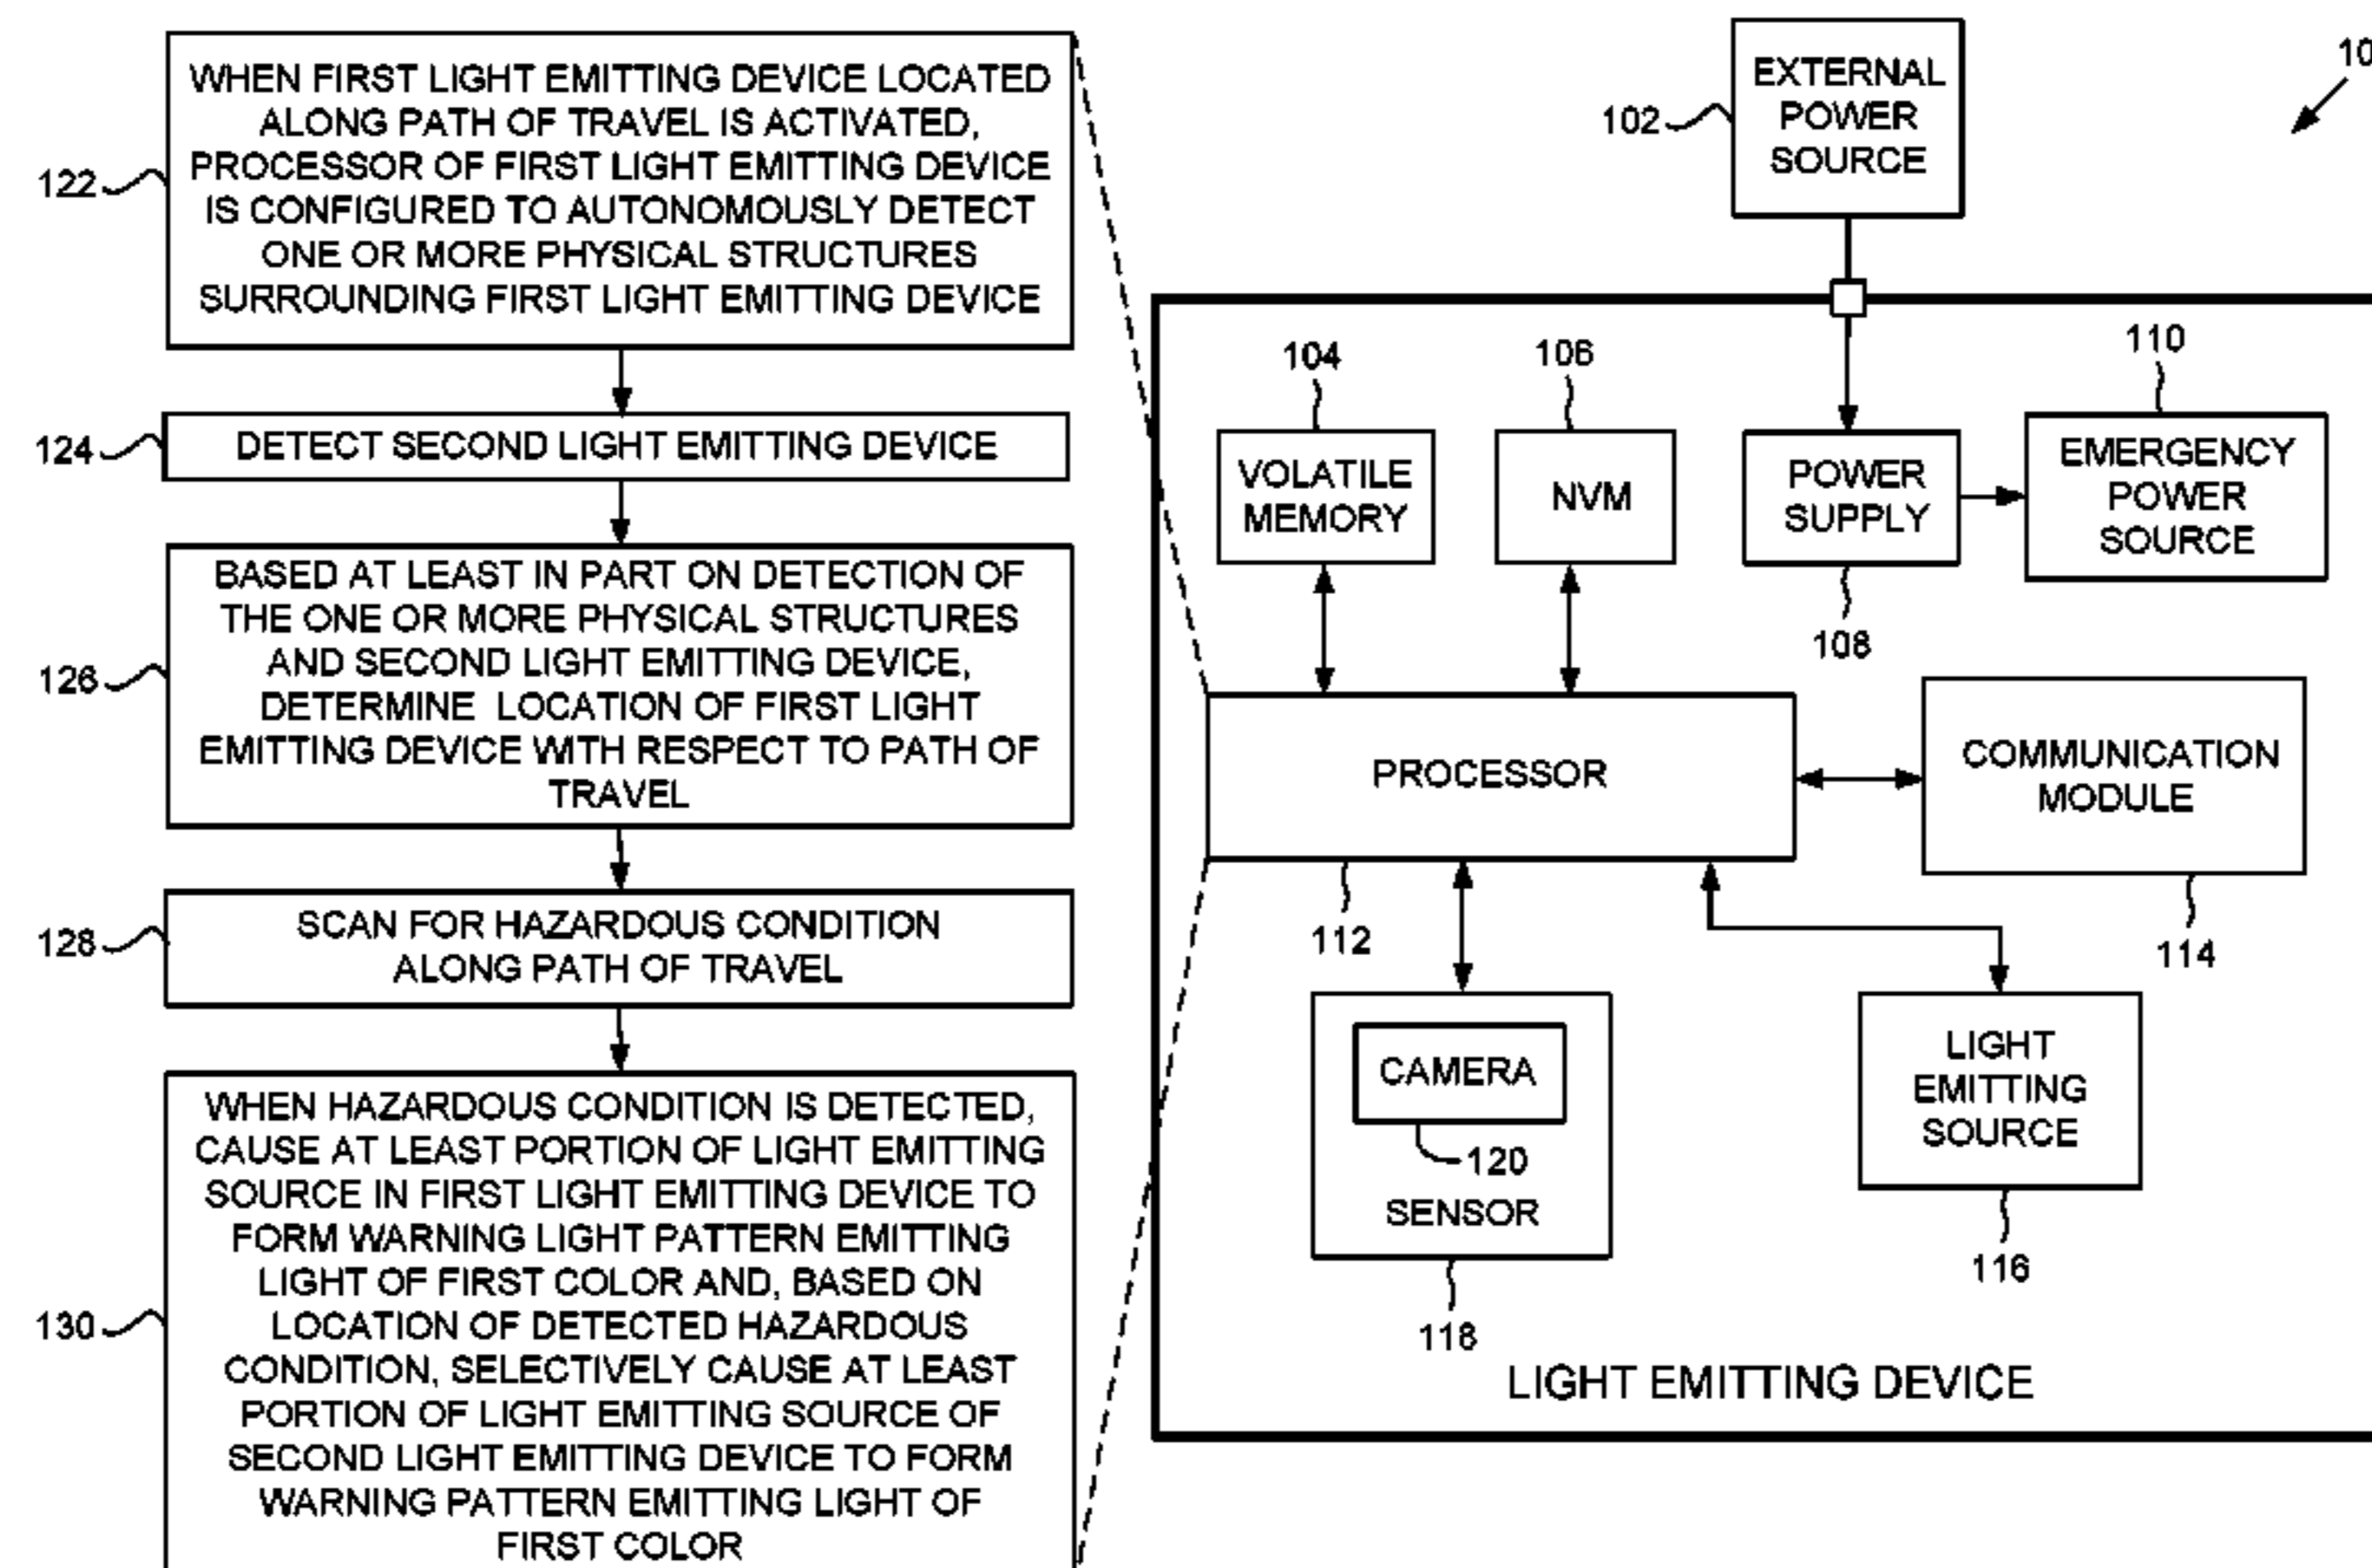 WHEN FIRST LIGHT EMITTING DEVICE LOCATED
ALONG PATH OF TRAVEL IS ACTIVATED,
PROCESSOR OF FIRST LIGHT EMITTING DEVICE
IS CONFIGURED TO AUTONOMOUSLY DETECT
ONE OR MORE PHYSICAL STRUCTURES
SURROUNDING FIRST LIGHT EMITTING DEVICE
122
DETECT SECOND LIGHT EMITTING DEVICE
124
BASED AT LEAST IN PART ON DETECTION OF
THE ONE OR MORE PHYSICAL STRUCTURES
AND SECOND LIGHT EMITTING DEVICE,
DETERMINE LOCATION OF FIRST LIGHT
EMITTING DEVICE WITH RESPECT TO PATH OF
TRAVEL
126
SCAN FOR HAZARDOUS CONDITION
ALONG PATH OF TRAVEL
128
WHEN HAZARDOUS CONDITION IS DETECTED,
CAUSE AT LEAST PORTION OF LIGHT EMITTING
SOURCE IN FIRST LIGHT EMITTING DEVICE TO
FORM WARNING LIGHT PATTERN EMITTING
LIGHT OF FIRST COLOR AND, BASED ON
LOCATION OF DETECTED HAZARDOUS
CONDITION, SELECTIVELY CAUSE AT LEAST
PORTION OF LIGHT EMITTING SOURCE OF
SECOND LIGHT EMITTING DEVICE TO FORM
WARNING PATTERN EMITTING LIGHT OF
FIRST COLOR
130
EXTERNAL
POWER
SOURCE
102
10
104
VOLATILE
MEMORY
106
NVM
POWER
SUPPLY
108
110
EMERGENCY
POWER
SOURCE
PROCESSOR
112
COMMUNICATION
MODULE
114
CAMERA
120
SENSOR
118
LIGHT
EMITTING
SOURCE
116
LIGHT EMITTING DEVICE